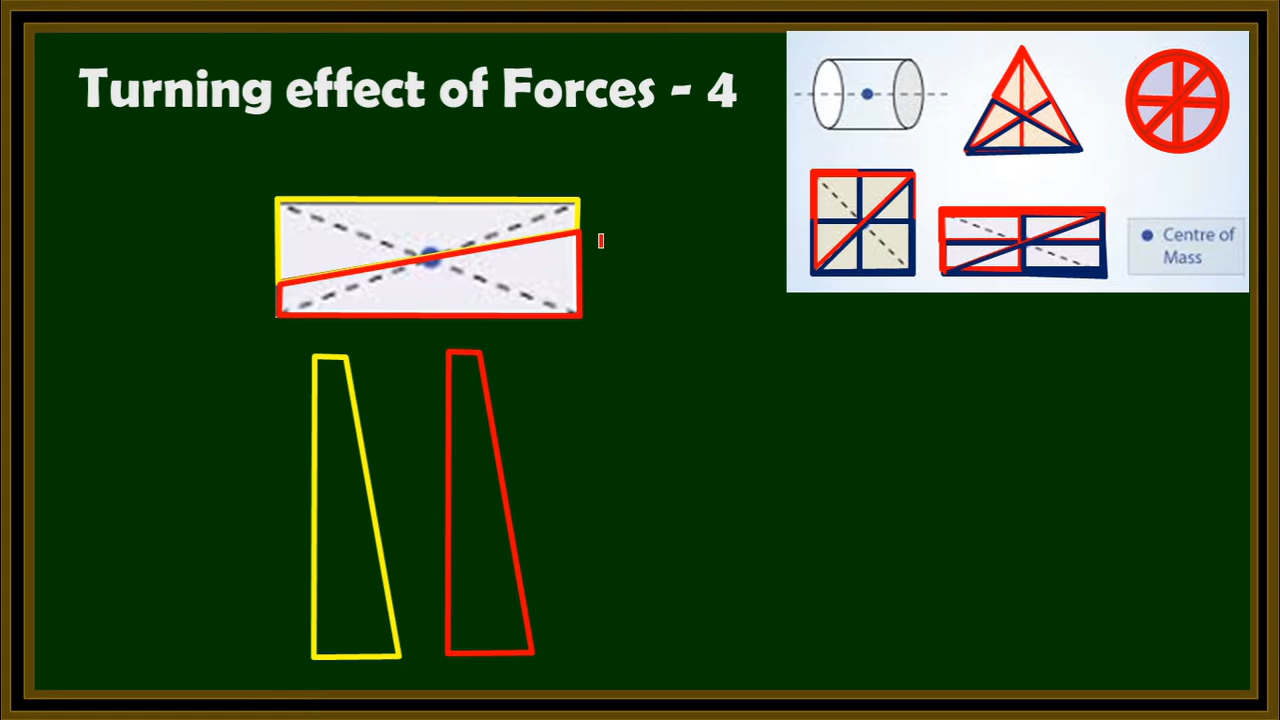 Turning effect of Forces - 4
Centre of
Mass